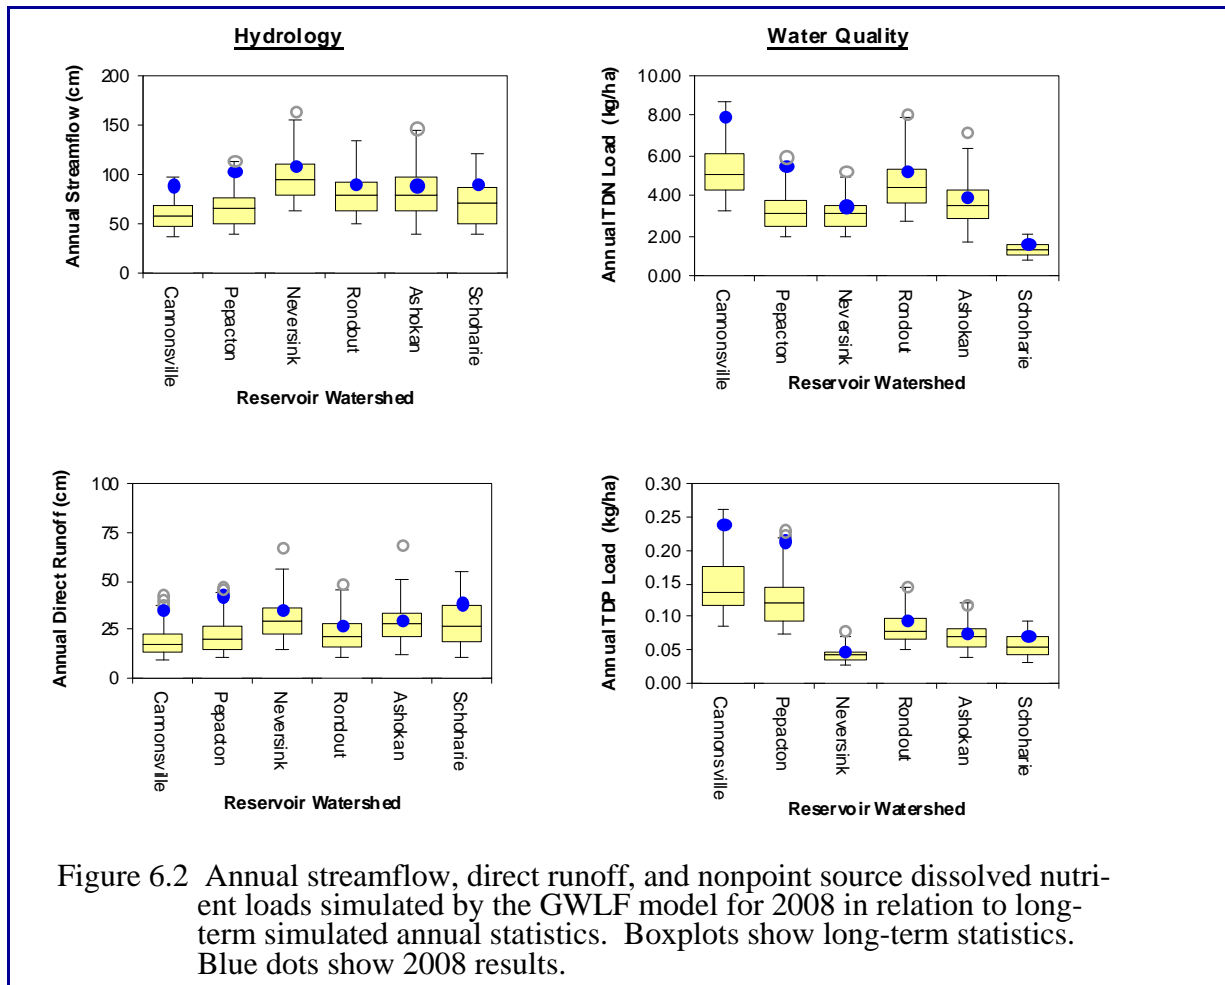 Hydrology
Water Quality
Annual Streamflow (cm)
200
150
100
50
0
Cannonsville
Pepacton
Neversink
Rondout
Ashokan
Schoharie
Reservoir Watershed
Annual TDN Load (kg/ha)
10.00
8.00
6.00
4.00
2.00
0.00
Cannonsville
Pepacton
Neversink
Rondout
Ashokan
Schoharie
Reservoir Watershed
Annual Direct Runoff (cm)
100
75
50
25
0
Cannonsville
Pepacton
Neversink
Rondout
Ashokan
Schoharie
Reservoir Watershed
Annual TDP Load (kg/ha)
0.30
0.25
0.20
0.15
0.10
0.05
0.00
Cannonsville
Pepacton
Neversink
Rondout
Ashokan
Schoharie
Reservoir Watershed
Figure 6.2 Annual streamflow, direct runoff, and nonpoint source dissolved nutri-
ent loads simulated by the GWLF model for 2008 in relation to long-
term simulated annual statistics. Boxplots show long-term statistics.
Blue dots show 2008 results.